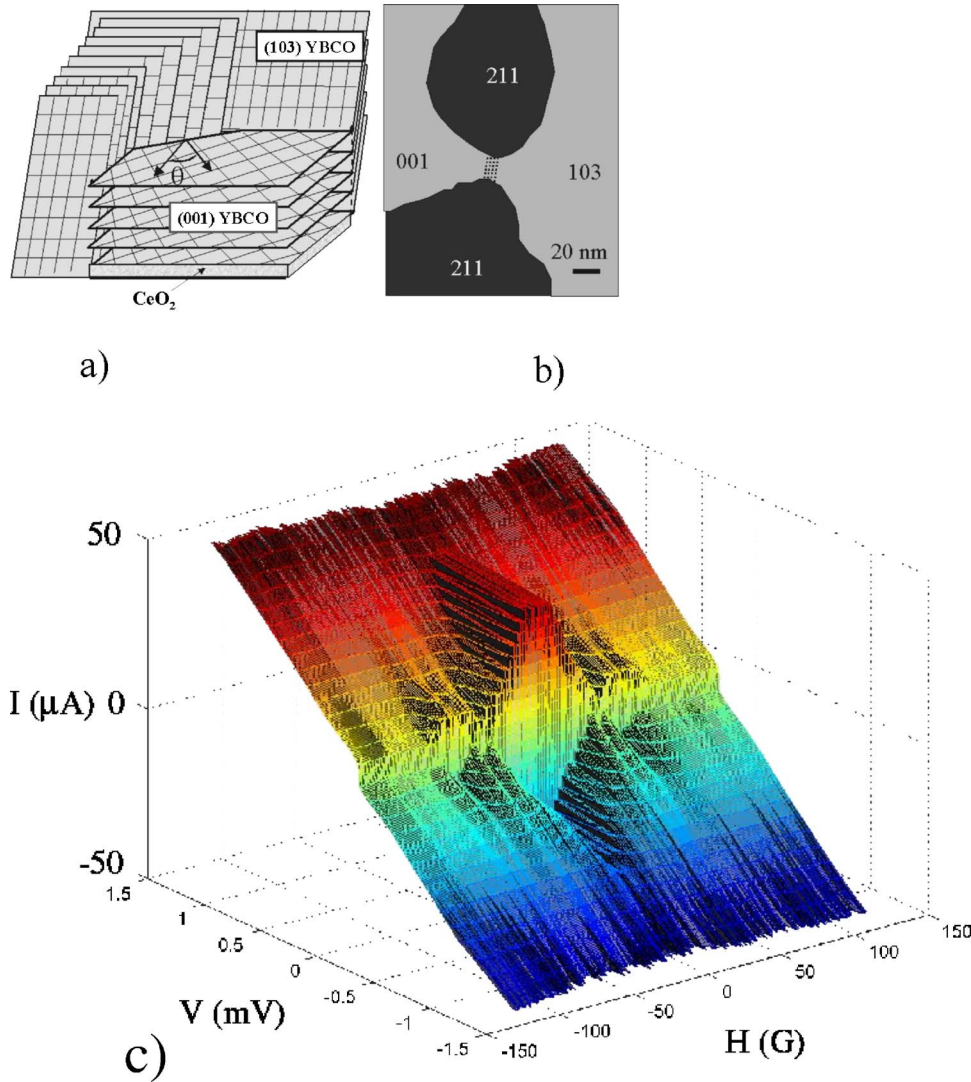 (103) YBCO
θ
(001) YBCO
CeO₂
a)
211
001
103
211
20 nm
b)
50
I (μA) 0
-50
1.5
1
0.5
0
-0.5
-1
-1.5
V (mV)
-150
-100
-50
0
50
100
150
H (G)
c)